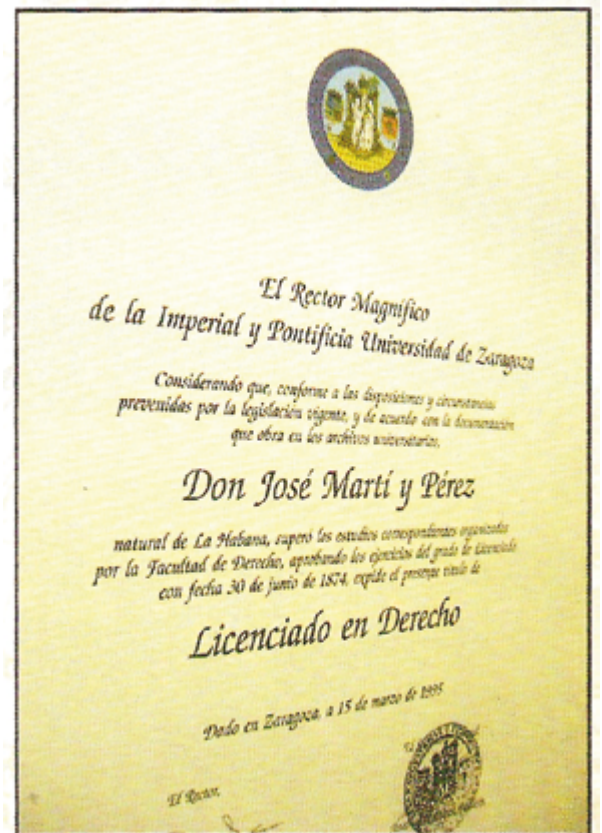 El Rector Magnífico
de la Imperial y Pontificia Universidad de Zaragoza
Considerando que, conforme a las disposiciones y circunstancias
prevenidas por la legislación vigente, y de acuerdo con la documentación
que obra en los archivos universitarios,
Don José Martí y Pérez
natural de La Habana, superó los estudios correspondientes organizados
por la Facultad de Derecho, aprobando los ejercicios del grado de Licenciado
con fecha 30 de junio de 1874, expide el presente título de
Licenciado en Derecho
Dado en Zaragoza, a 15 de marzo de 1995
El Rector,